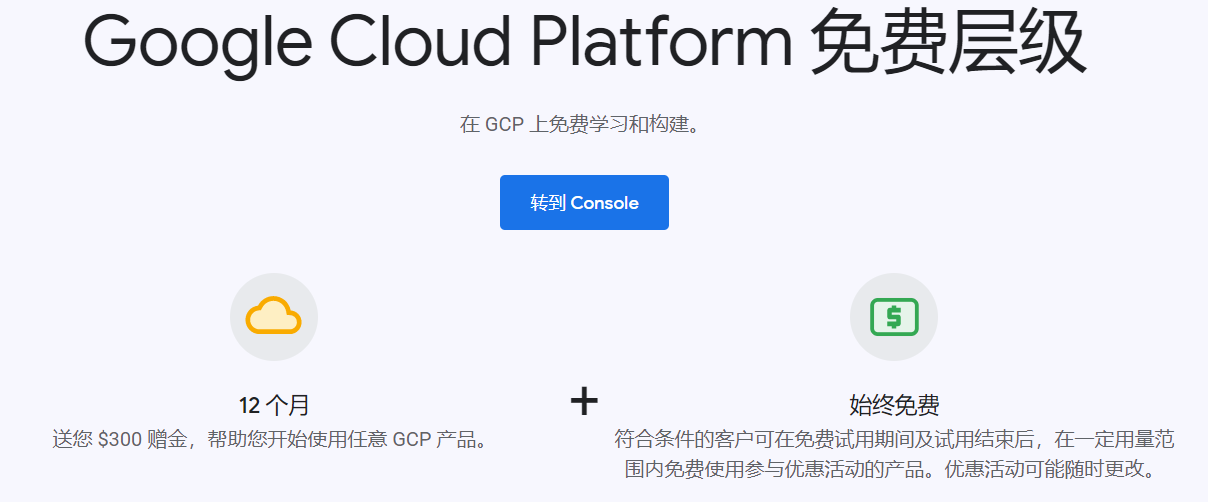 Google Cloud Platform 免费层级
在 GCP 上免费学习和构建。
转到 Console
12 个月
送您 $300 赠金，帮助您开始使用任意 GCP 产品。
+
始终免费
符合条件的客户可在免费试用期间及试用结束后，在一定用量范
围内免费使用参与优惠活动的产品。优惠活动可能随时更改。